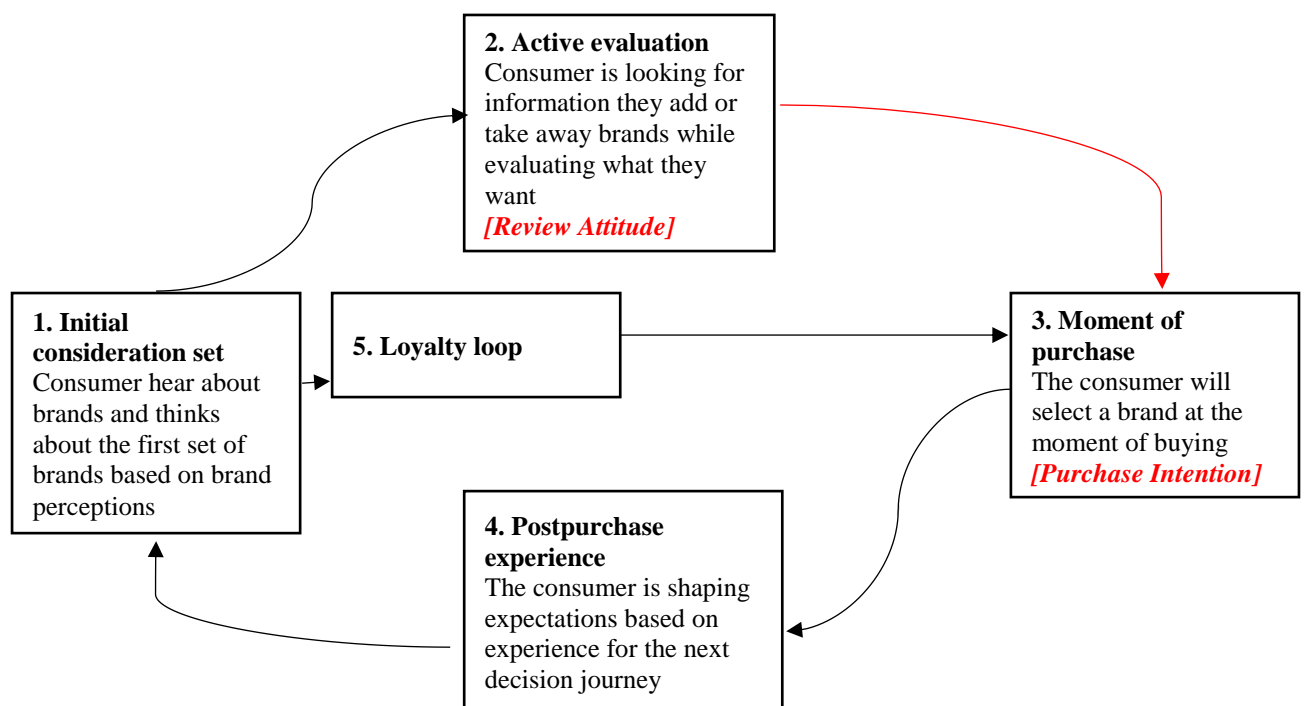 2. Active evaluation
Consumer is looking for
information they add or
take away brands while
evaluating what they
want
[Review Attitude]
1. Initial
consideration set
Consumer hear about
brands and thinks
about the first set of
brands based on brand
perceptions
5. Loyalty loop
3. Moment of
purchase
The consumer will
select a brand at the
moment of buying
[Purchase Intention]
4. Postpurchase
experience
The consumer is shaping
expectations based on
experience for the next
decision journey